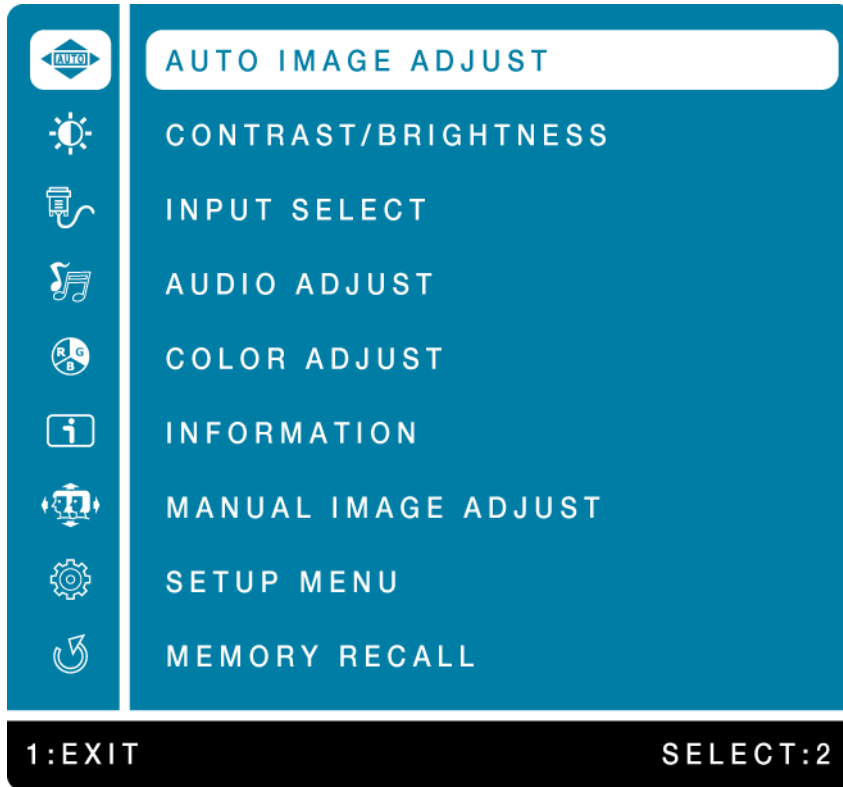 AUTO AUTO IMAGE ADJUST
CONTRAST/BRIGHTNESS
INPUT SELECT
AUDIO ADJUST
R G B COLOR ADJUST
i INFORMATION
MANUAL IMAGE ADJUST
SETUP MENU
MEMORY RECALL
1:EXIT SELECT:2